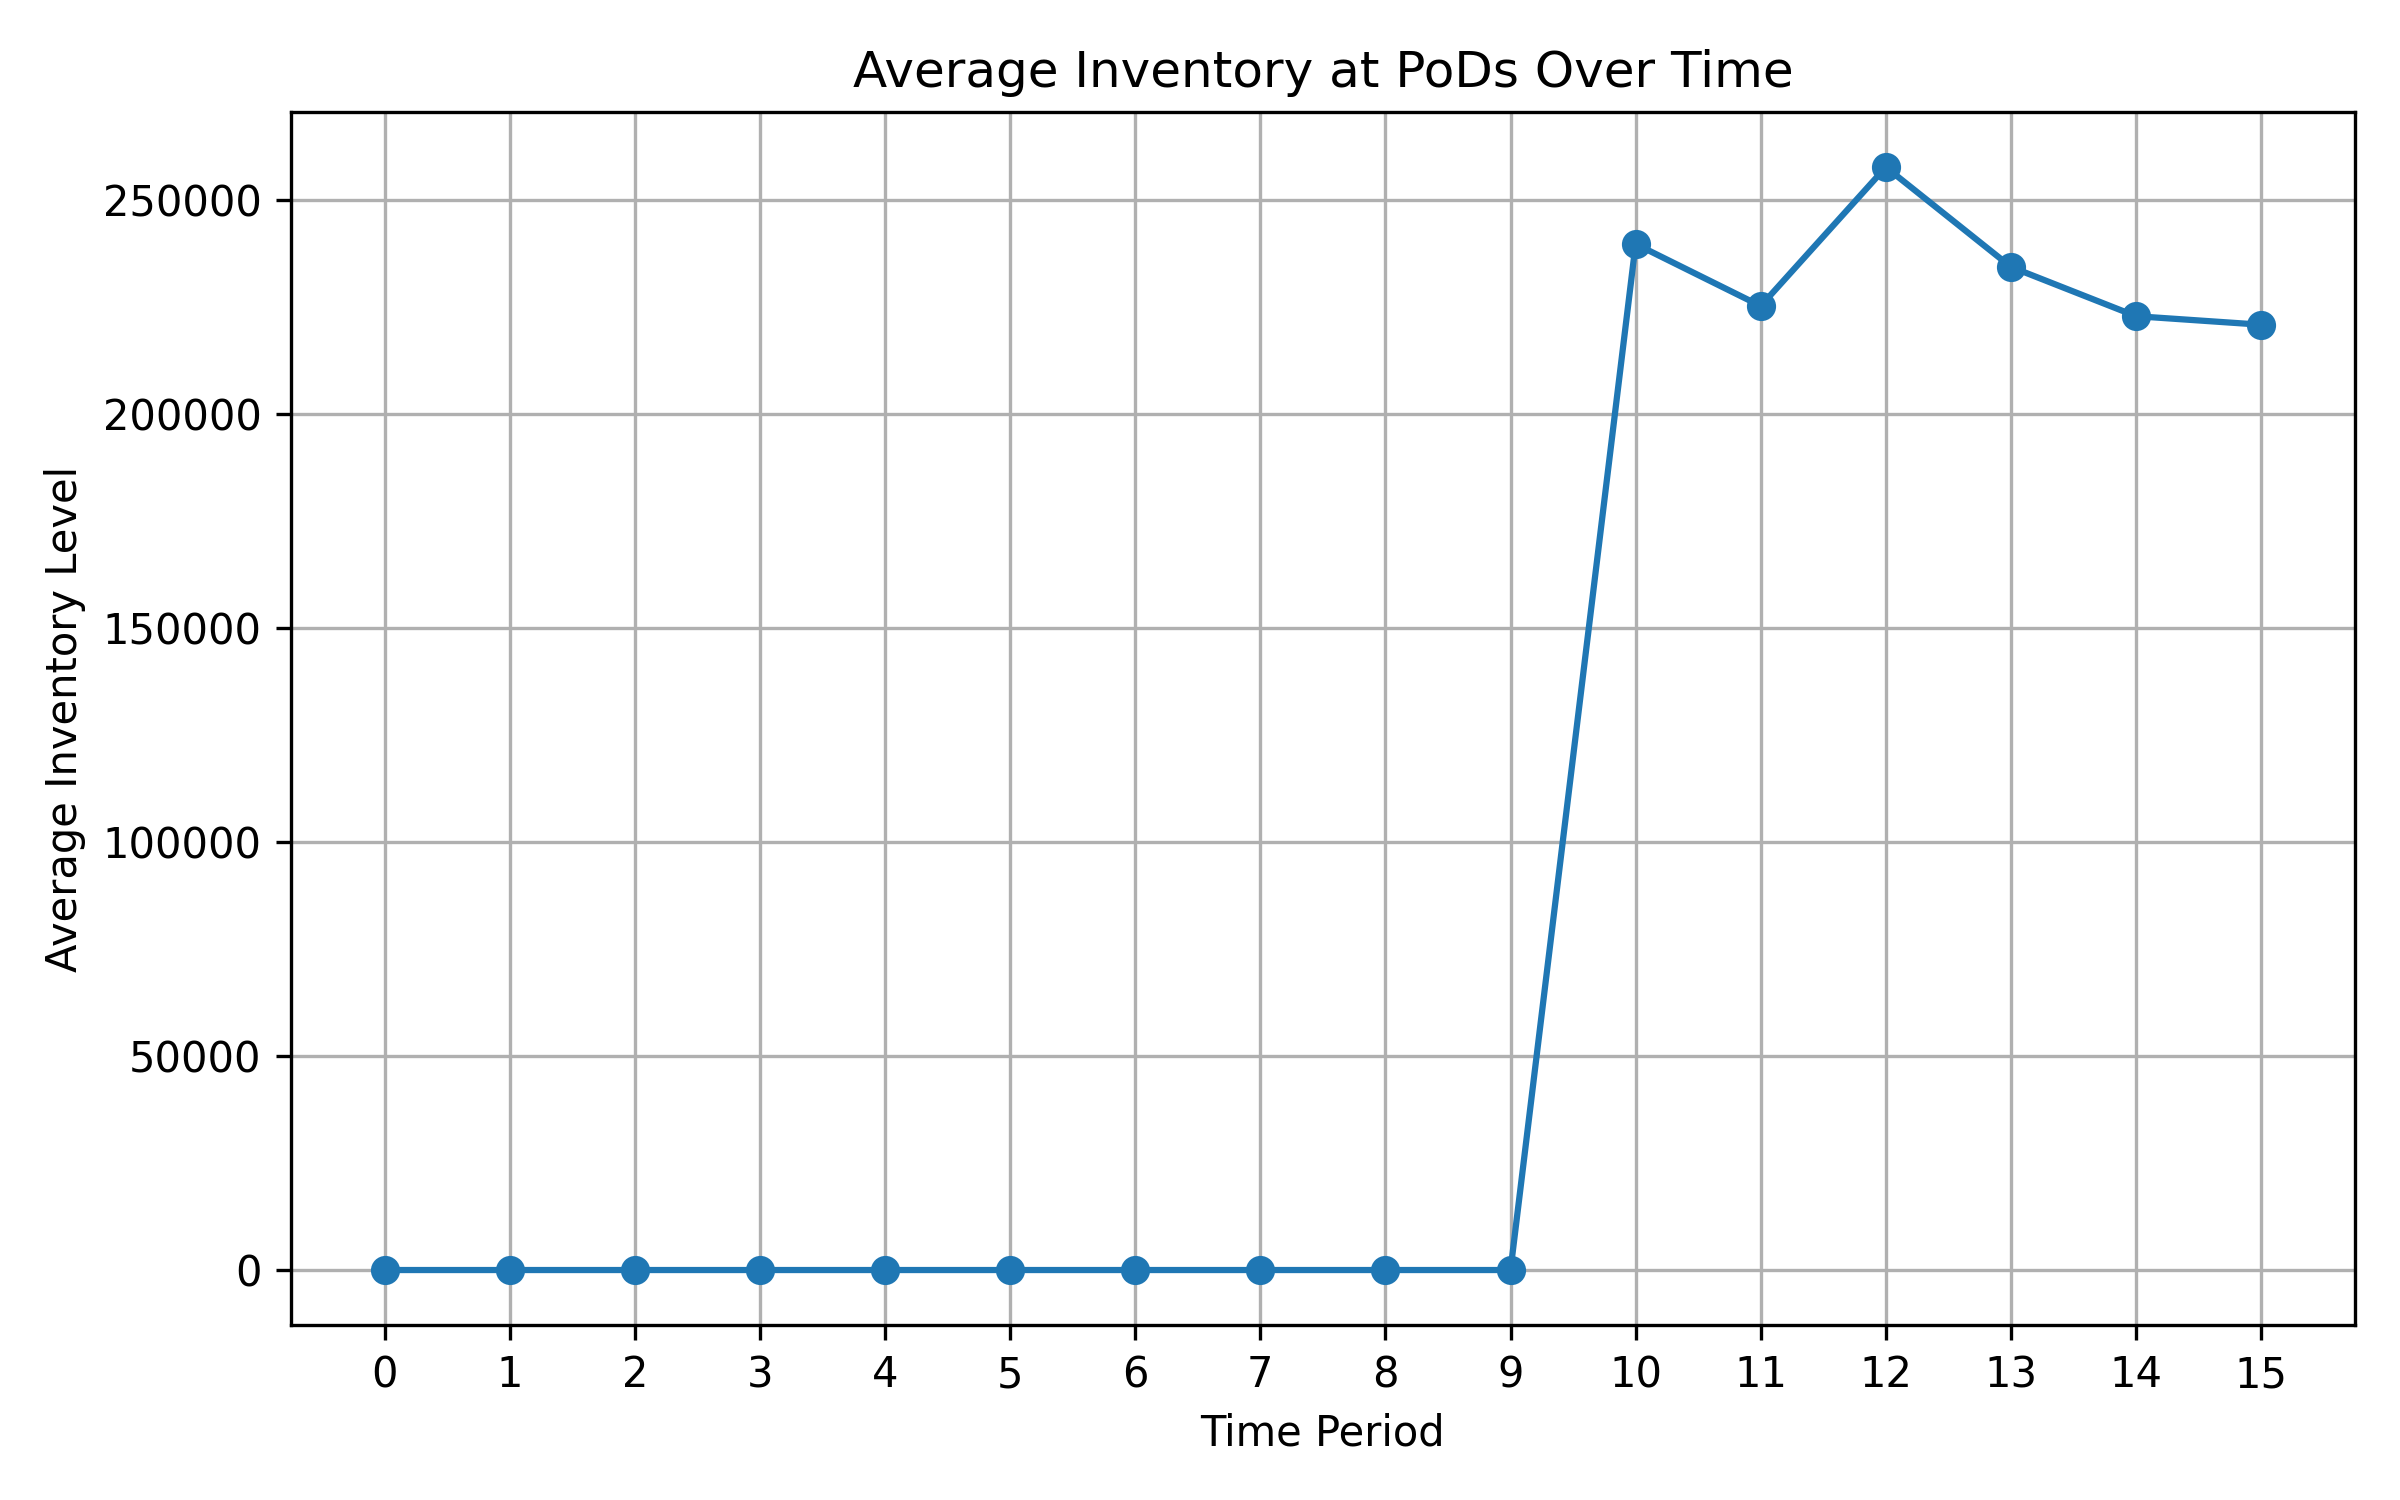 Average Inventory at PoDs Over Time
Average Inventory Level
250000
200000
150000
100000
50000
0
0 1 2 3 4 5 6 7 8 9 10 11 12 13 14 15
Time Period